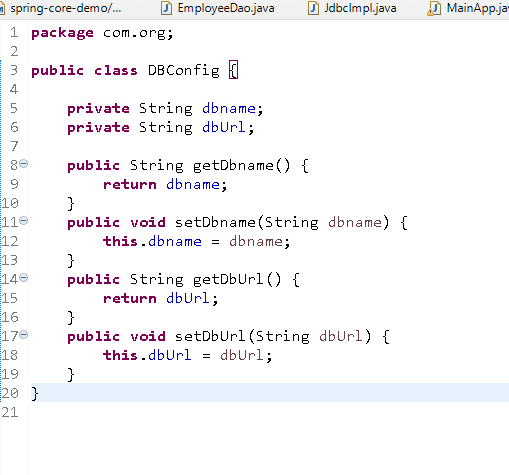 spring-core-demo/...
EmployeeDao.java
JdbcImpl.java
MainApp.java
1 package com.org;
2
3 public class DBConfig {
4
5 private String dbname;
6 private String dbUrl;
7
8 public String getDbname() {
9 return dbname;
10 }
11 public void setDbname(String dbname) {
12 this.dbname = dbname;
13 }
14 public String getDbUrl() {
15 return dbUrl;
16 }
17 public void setDbUrl(String dbUrl) {
18 this.dbUrl = dbUrl;
19 }
20 }
21